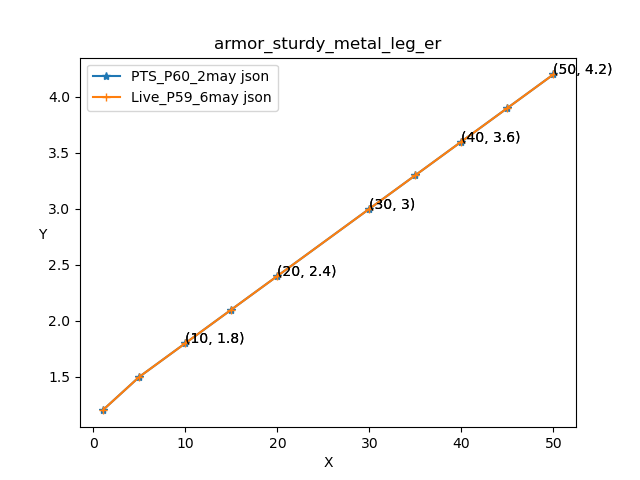 armor_sturdy_metal_leg_er
PTS_P60_2may json
Live_P59_6may json
(50, 4.2)
(40, 3.6)
(30, 3)
(20, 2.4)
(10, 1.8)
4.0
3.5
3.0
2.5
2.0
1.5
Y
0 10 20 30 40 50
X